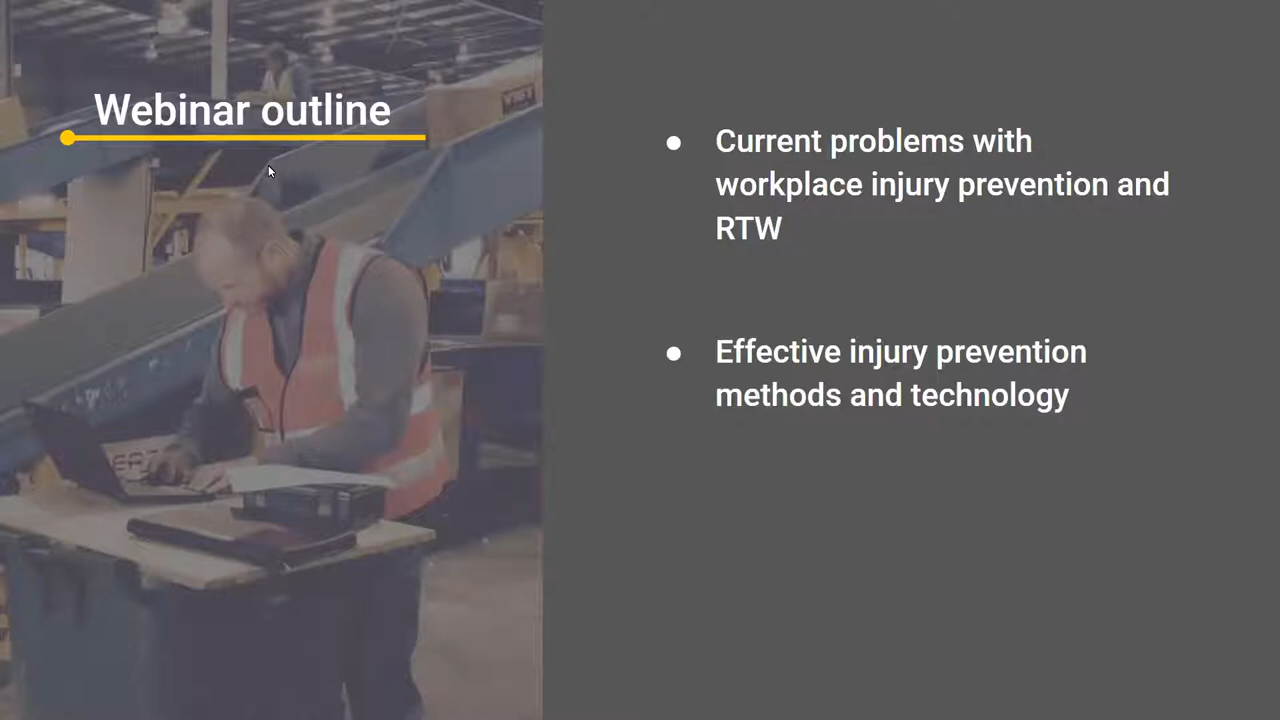 Webinar outline
● Current problems with
workplace injury prevention and
RTW
● Effective injury prevention
methods and technology